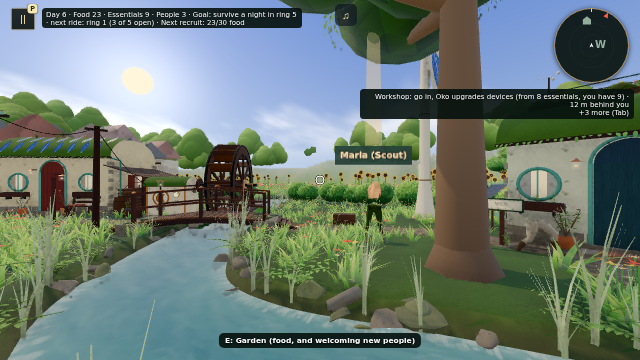 P
Day 6 · Food 23 · Essentials 9 · People 3 · Goal: survive a night in ring 5
· next ride: ring 1 (3 of 5 open) · Next recruit: 23/30 food
W
Workshop: go in, Oko upgrades devices (from 8 essentials, you have 9) ·
12 m behind you
+3 more (Tab)
Maria (Scout)
E: Garden (food, and welcoming new people)